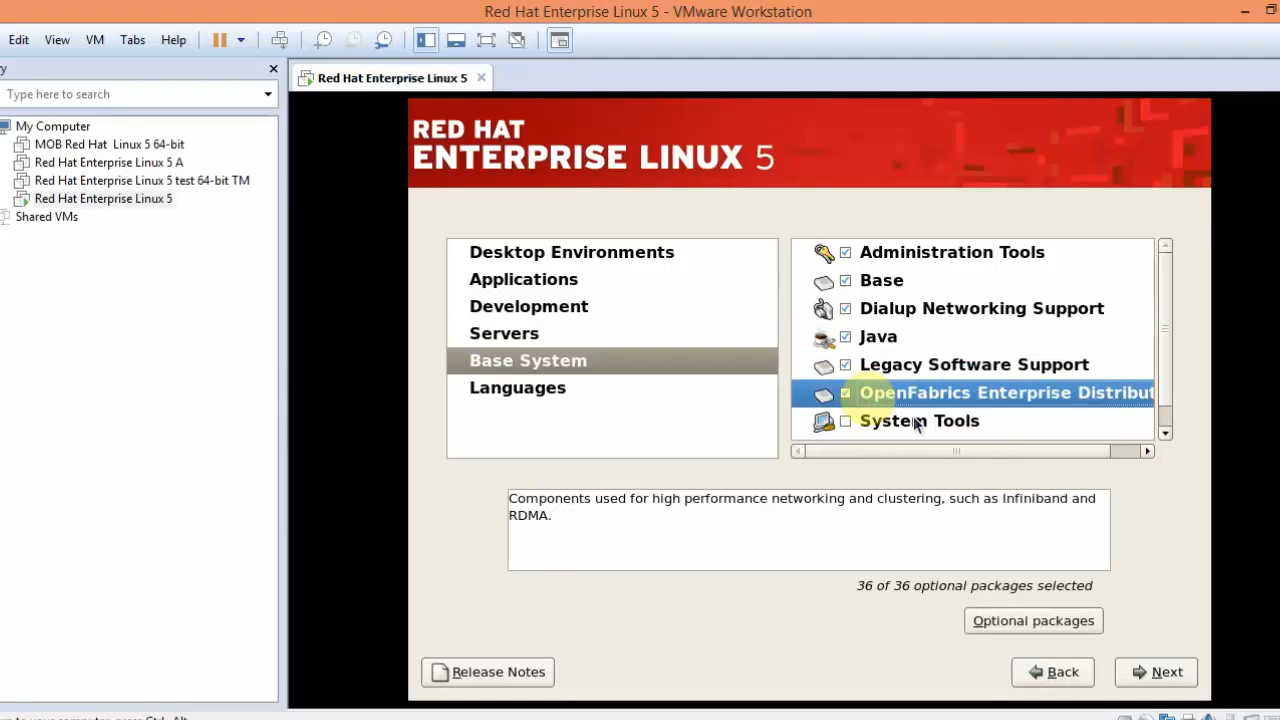 Red Hat Enterprise Linux 5 - VMware Workstation
Edit View VM Tabs Help
y
Red Hat Enterprise Linux 5
Type here to search
My Computer
MOB Red Hat Linux 5 64-bit
Red Hat Enterprise Linux 5 A
Red Hat Enterprise Linux 5 test 64-bit TM
Red Hat Enterprise Linux 5
Shared VMs
RED HAT
ENTERPRISE LINUX 5
Desktop Environments
Applications
Development
Servers
Base System
Languages
Administration Tools
Base
Dialup Networking Support
Java
Legacy Software Support
OpenFabrics Enterprise Distribut
System Tools
Components used for high performance networking and clustering, such as Infiniband and
RDMA.
36 of 36 optional packages selected
Optional packages
Release Notes
Back
Next